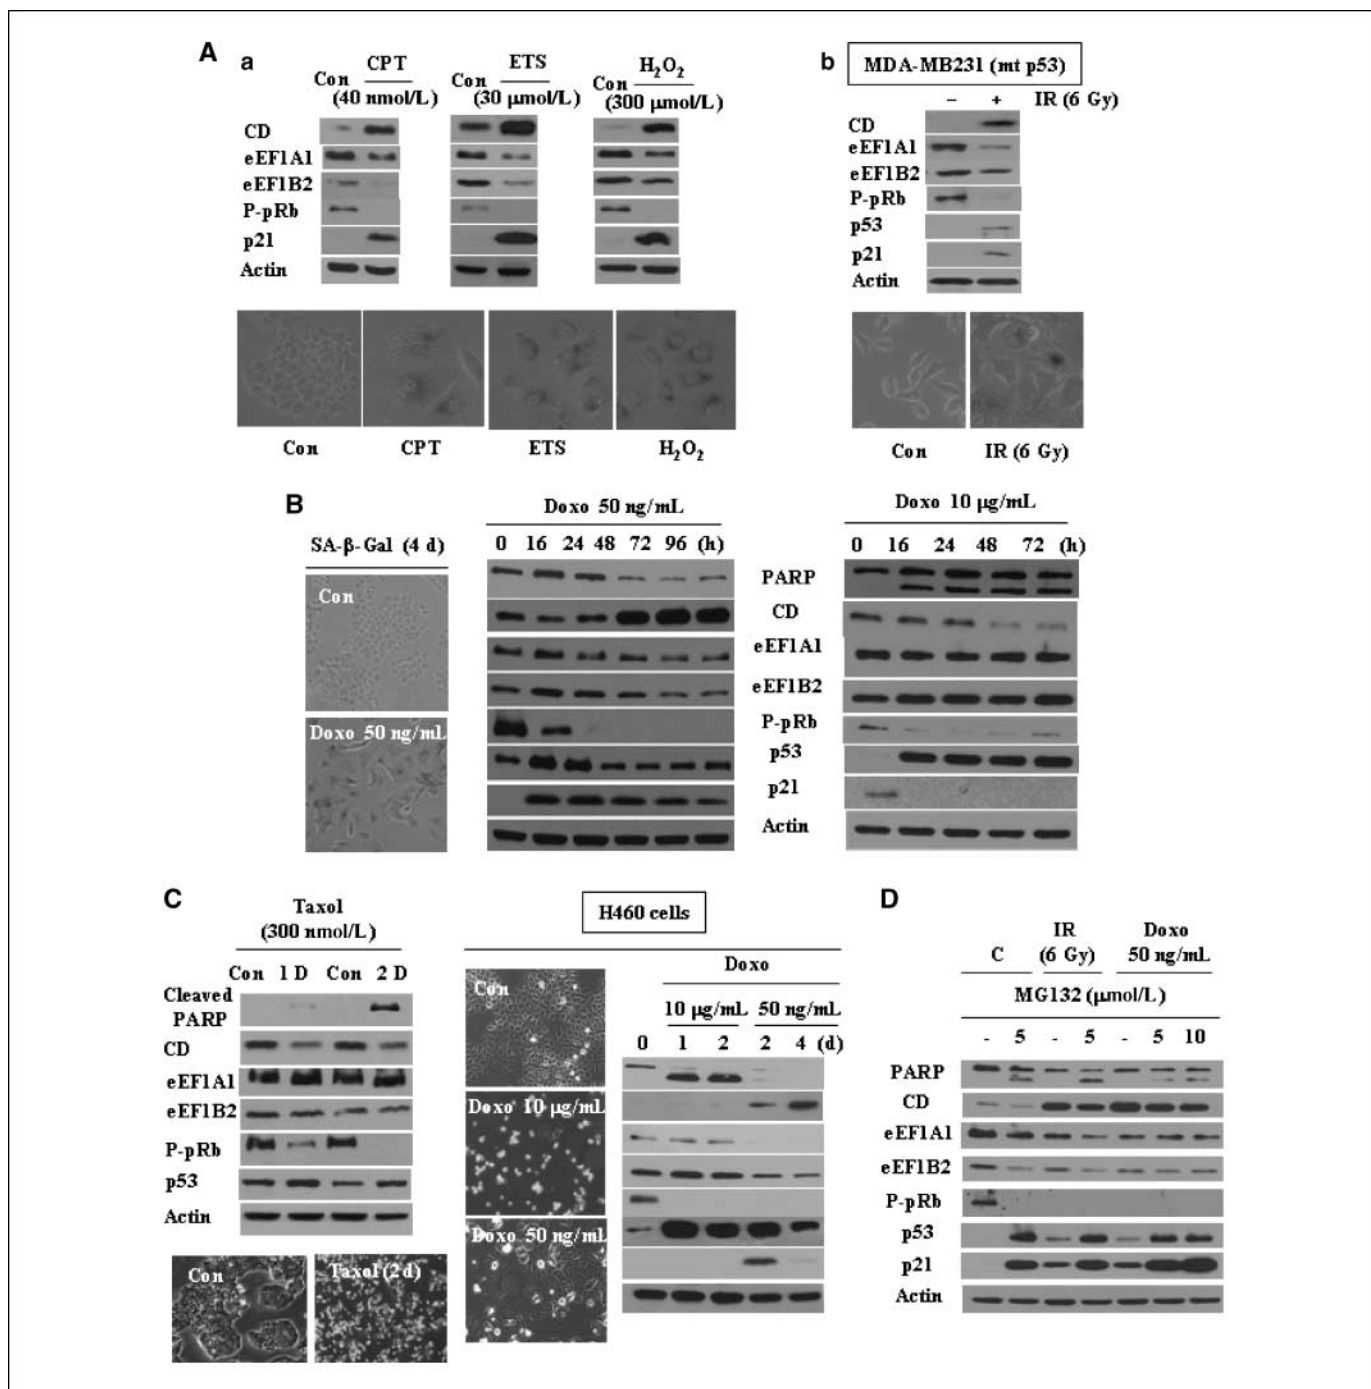 A
a
CPT
ETS
H2O2
Con
(40 nmol/L)
Con
(30 μmol/L)
Con
(300 μmol/L)
CD
eEF1A1
eEF1B2
P-pRb
p21
Actin
Con
CPT
ETS
H2O2
b
MDA-MB231 (mt p53)
– + IR (6 Gy)
CD
eEF1A1
eEF1B2
P-pRb
p53
p21
Actin
Con
IR (6 Gy)
B
SA-β-Gal (4 d)
Con
Doxo 50 ng/mL
Doxo 50 ng/mL
0 16 24 48 72 96 (h)
Doxo 10 μg/mL
0 16 24 48 72 (h)
PARP
CD
eEF1A1
eEF1B2
P-pRb
p53
p21
Actin
C
Taxol
(300 nmol/L)
Con 1 D Con 2 D
Cleaved
PARP
CD
eEF1A1
eEF1B2
P-pRb
p53
Actin
Con
Taxol (2 d)
H460 cells
Con
Doxo 10 μg/mL
Doxo 50 ng/mL
Doxo
10 μg/mL 50 ng/mL
0 1 2 2 4 (d)
D
C
IR
(6 Gy)
Doxo
50 ng/mL
MG132 (μmol/L)
- 5 - 5 - 5 10
PARP
CD
eEF1A1
eEF1B2
P-pRb
p53
p21
Actin